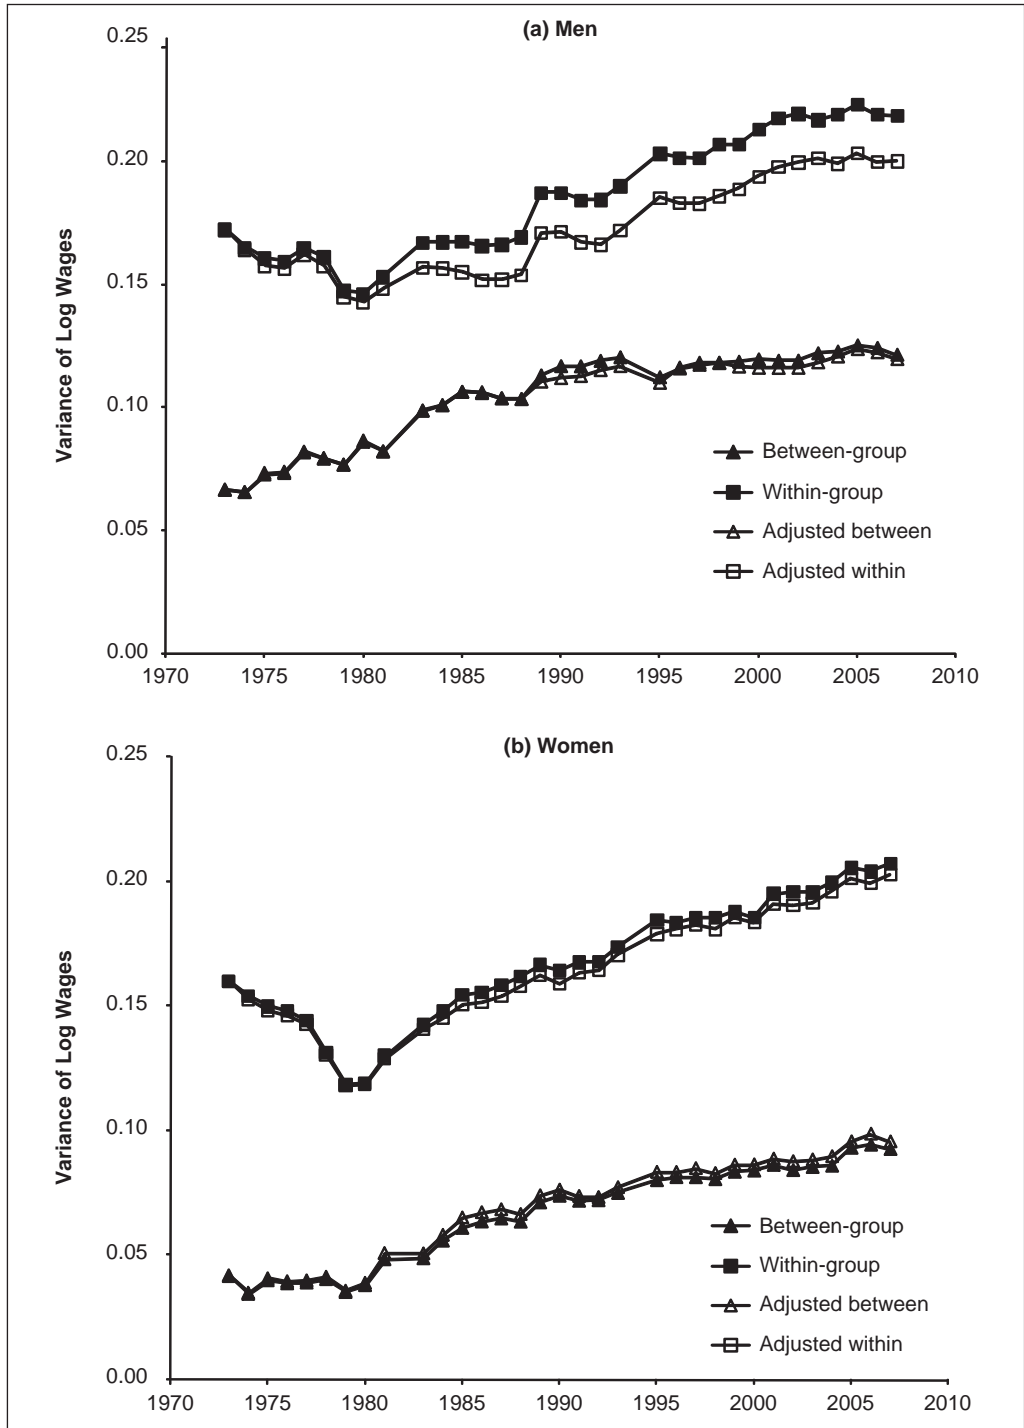 (a) Men
0.25
0.20
0.15
0.10
0.05
0.00
Variance of Log Wages
Between-group
Within-group
Adjusted between
Adjusted within
1970 1975 1980 1985 1990 1995 2000 2005 2010
(b) Women
0.25
0.20
0.15
0.10
0.05
0.00
Variance of Log Wages
Between-group
Within-group
Adjusted between
Adjusted within
1970 1975 1980 1985 1990 1995 2000 2005 2010